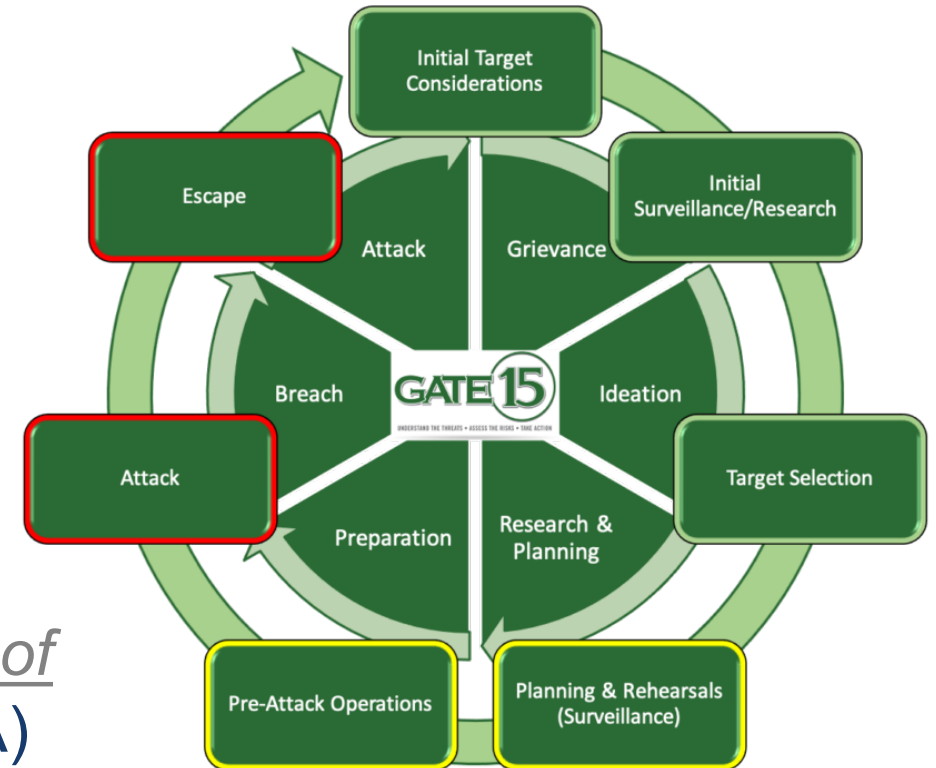 Initial Target
Considerations
Initial
Surveillance/Research
Target Selection
Planning & Rehearsals
(Surveillance)
Pre-Attack Operations
Attack
Escape
Grievance
Ideation
Research &
Planning
Preparation
Breach
Attack
GATE 15
UNDERSTAND THE THREATS • ASSESS THE RISKS • TAKE ACTION
of
)